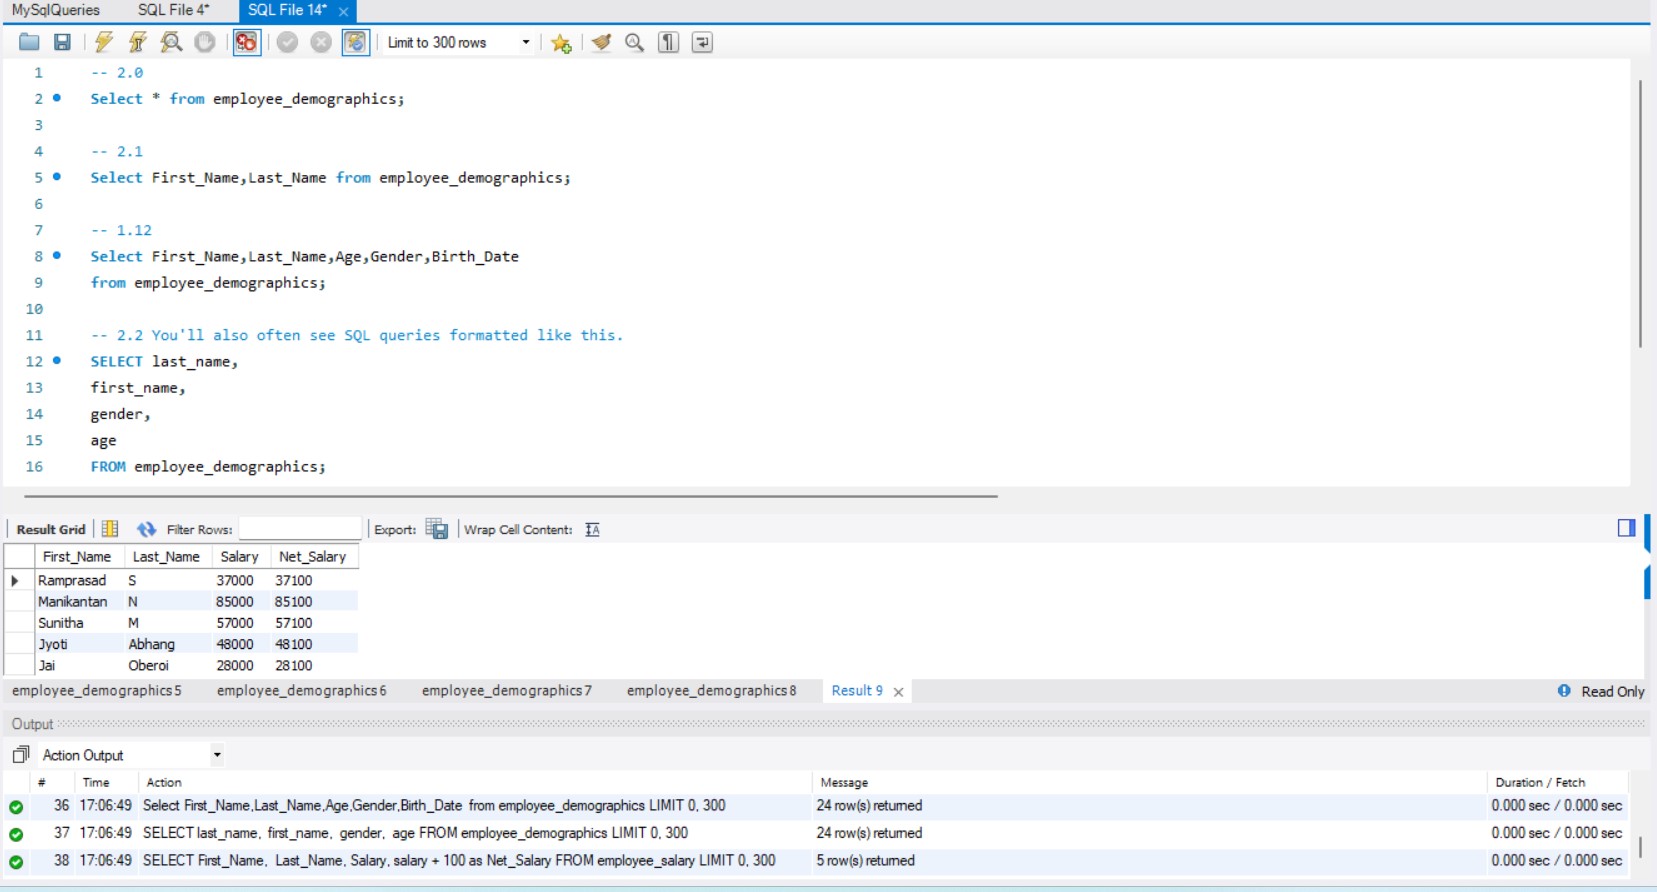 MySqlQueries SQL File 4* SQL File 14*
Limit to 300 rows
1 -- 2.0
2 Select * from employee_demographics;
3
4 -- 2.1
5 Select First_Name,Last_Name from employee_demographics;
6
7 -- 1.12
8 Select First_Name,Last_Name,Age,Gender,Birth_Date
9 from employee_demographics;
10
11 -- 2.2 You'll also often see SQL queries formatted like this.
12 SELECT last_name,
13 first_name,
14 gender,
15 age
16 FROM employee_demographics;
Result Grid Filter Rows: Export: Wrap Cell Content:
First_Name Last_Name Salary Net_Salary
Ramprasad S 37000 37100
Manikantan N 85000 85100
Sunitha M 57000 57100
Jyoti Abhang 48000 48100
Jai Oberoi 28000 28100
employee_demographics 5 employee_demographics 6 employee_demographics 7 employee_demographics 8 Result 9 Read Only
Output
Action Output
# Time Action Message Duration / Fetch
36 17:06:49 Select First_Name,Last_Name,Age,Gender,Birth_Date from employee_demographics LIMIT 0, 300 24 row(s) returned 0.000 sec / 0.000 sec
37 17:06:49 SELECT last_name, first_name, gender, age FROM employee_demographics LIMIT 0, 300 24 row(s) returned 0.000 sec / 0.000 sec
38 17:06:49 SELECT First_Name, Last_Name, Salary, salary + 100 as Net_Salary FROM employee_salary LIMIT 0, 300 5 row(s) returned 0.000 sec / 0.000 sec